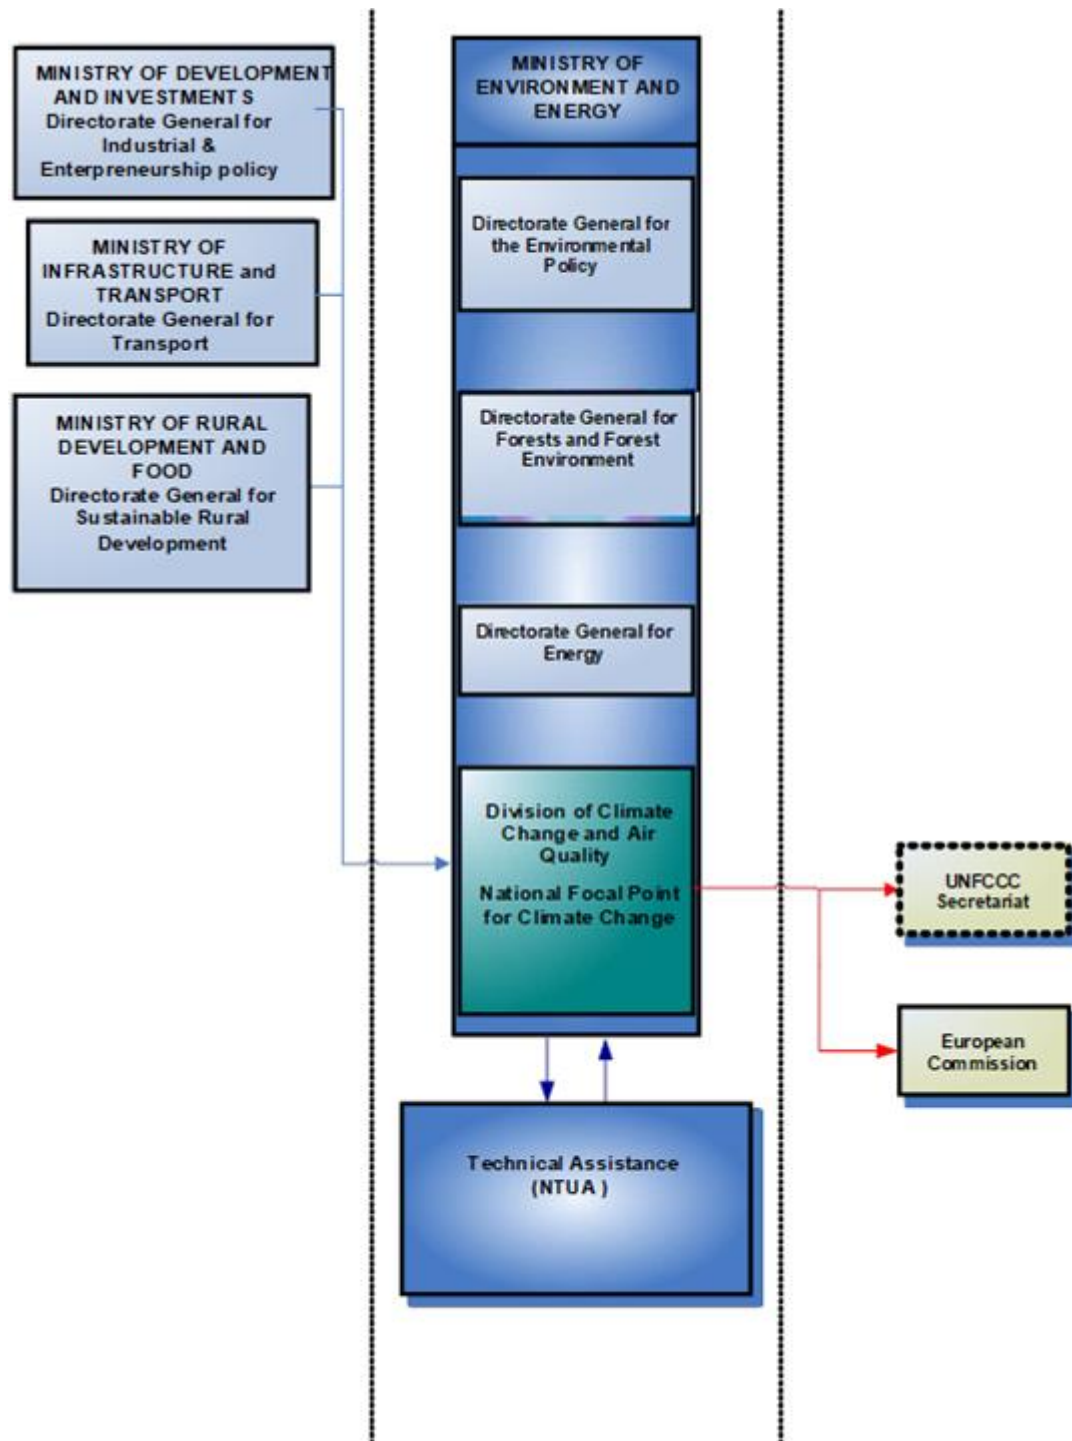 MINISTRY OF DEVELOPMENT
AND INVESTMENTS
Directorate General for
Industrial &
Enterpreneurship policy
MINISTRY OF
INFRASTRUCTURE and
TRANSPORT
Directorate General for
Transport
MINISTRY OF RURAL
DEVELOPMENT AND
FOOD
Directorate General for
Sustainable Rural
Development
MINISTRY OF
ENVIRONMENT AND
ENERGY
Directorate General for
the Environmental
Policy
Directorate General for
Forests and Forest
Environment
Directorate General for
Energy
Division of Climate
Change and Air
Quality
National Focal Point
for Climate Change
Technical Assistance
(NTUA )
UNFCCC
Secretariat
European
Commission